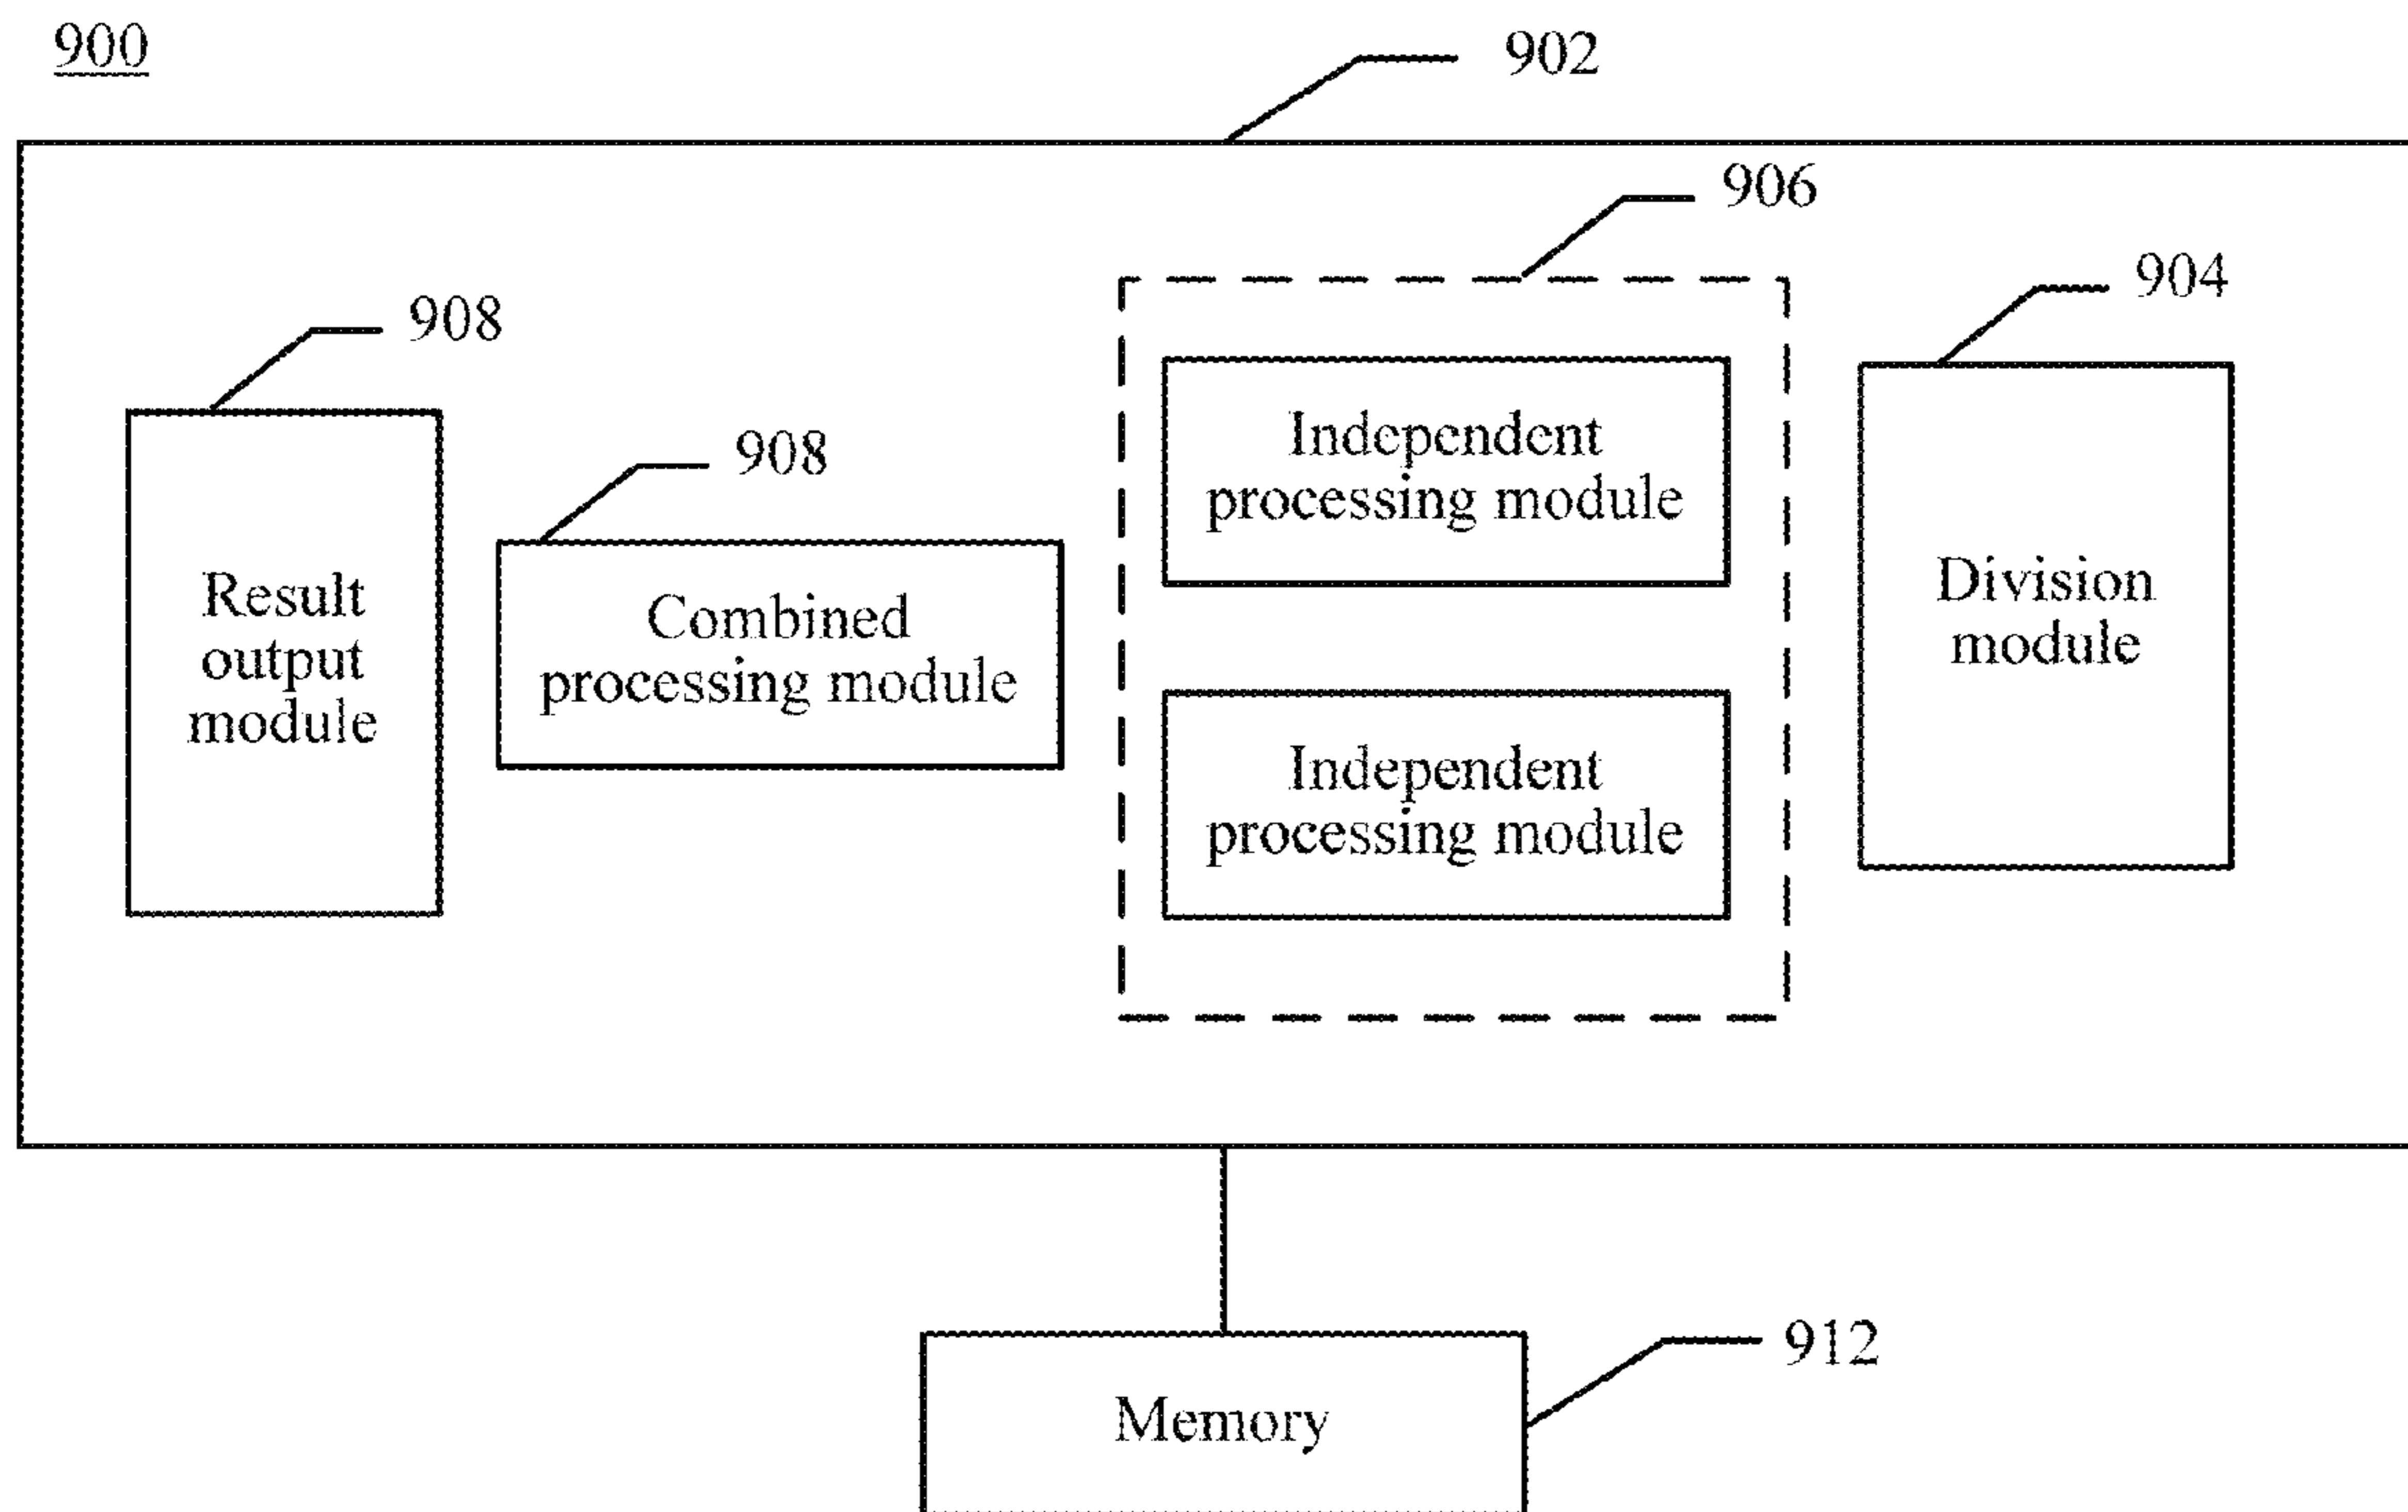 900
902
906
904
908
908
Independent
processing module
Division
module
Result
output
module
Combined
processing module
Independent
processing module
912
Memory